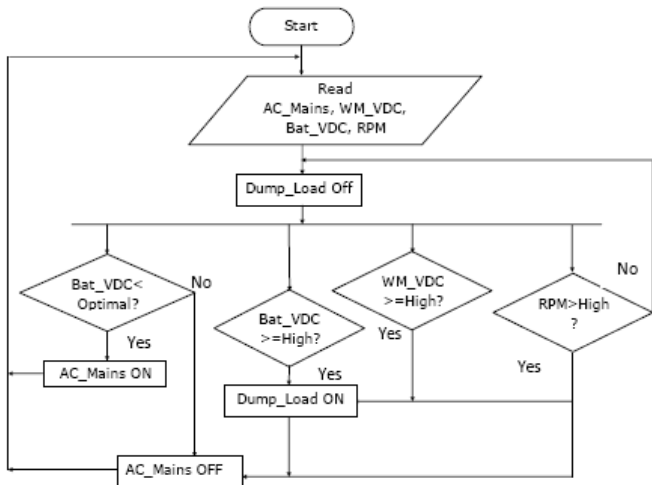 Start
Read
AC_Mains, WM_VDC,
Bat_VDC, RPM
Dump_Load Off
Bat_VDC<
Optimal?
No
Yes
AC_Mains ON
Bat_VDC
>=High?
Yes
WM_VDC
>=High?
Yes
RPM>High
?
No
Yes
Dump_Load ON
AC_Mains OFF